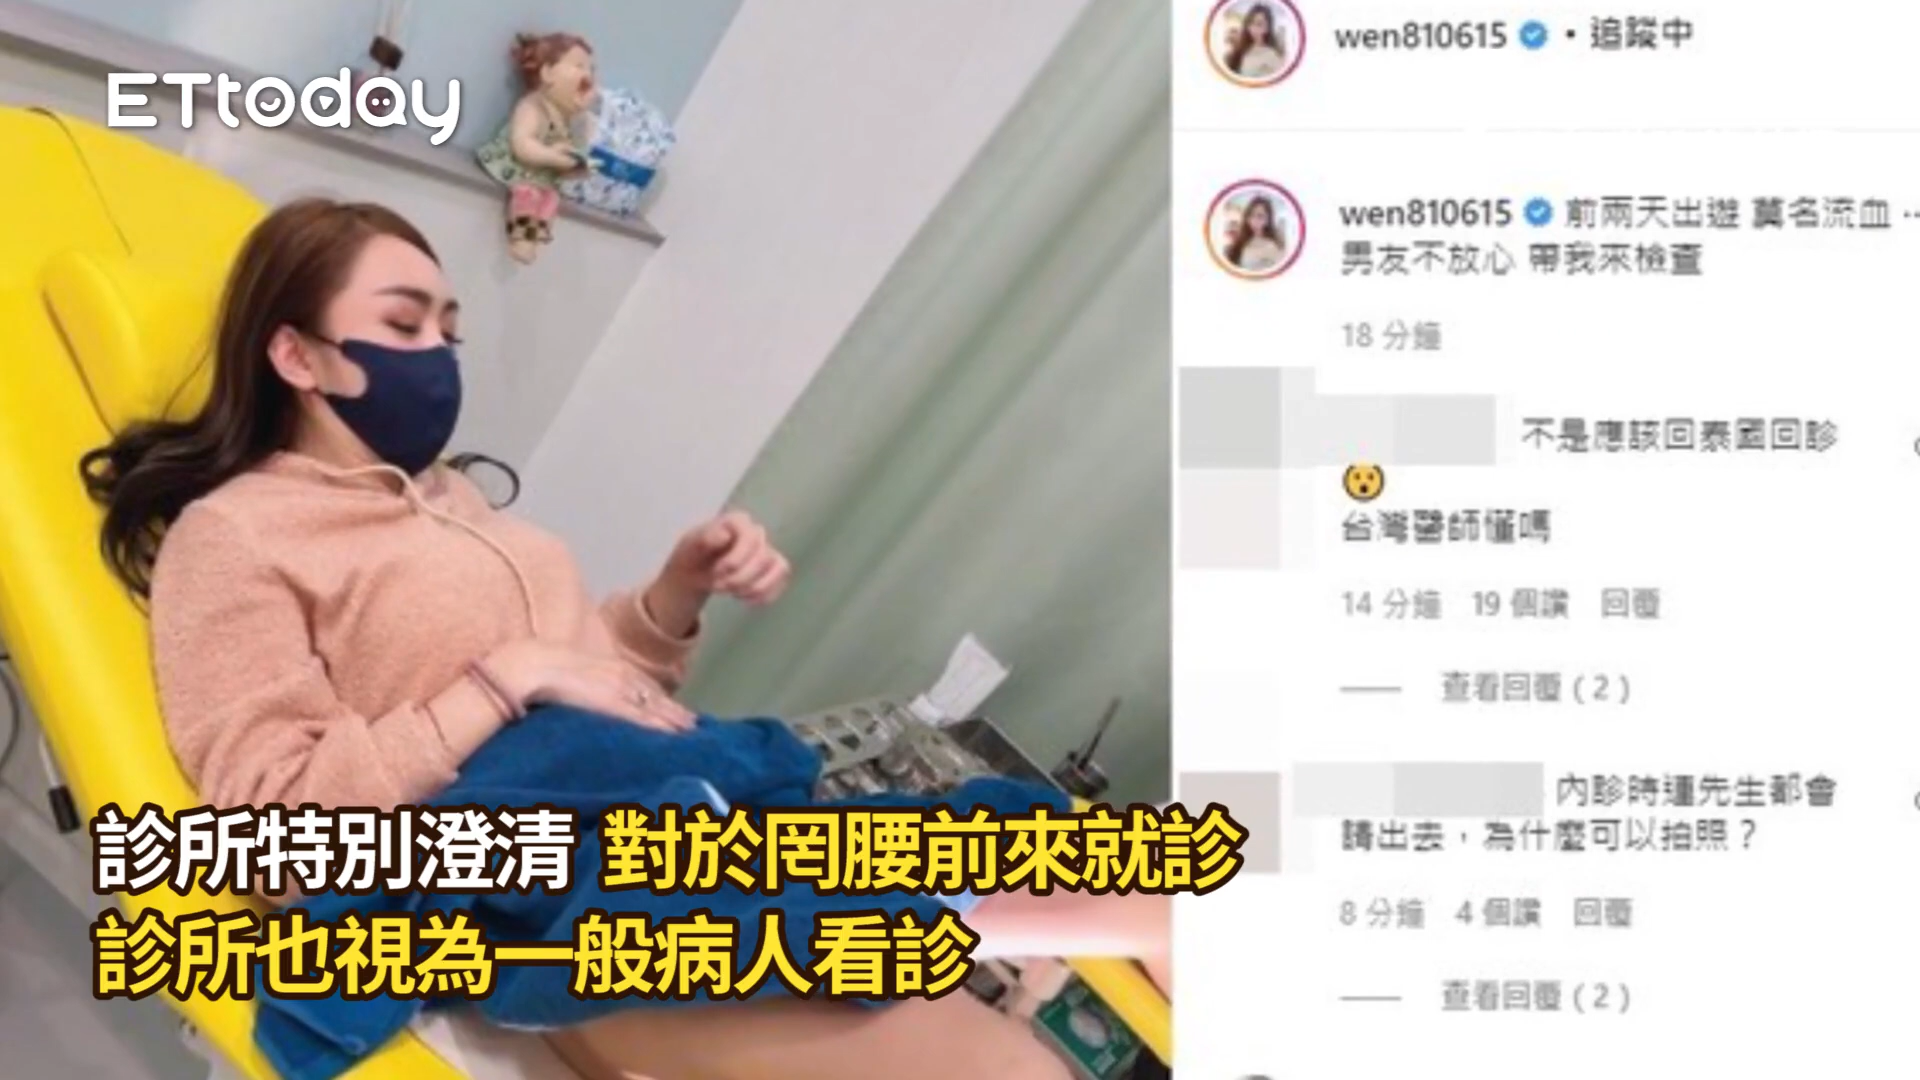 ETtoday
wen810615 • 追蹤中
wen810615 前兩天出遊 莫名流血 ...
男友不放心 帶我來檢查
18 分鐘
不是應該回泰國回診
台灣醫師懂嗎
14 分鐘 19 個讚 回覆
查看回覆 ( 2 )
內診時連先生都會
請出去，為什麼可以拍照？
8 分鐘 4 個讚 回覆
查看回覆 ( 2 )
診所特別澄清 對於罔腰前來就診
診所也視為一般病人看診